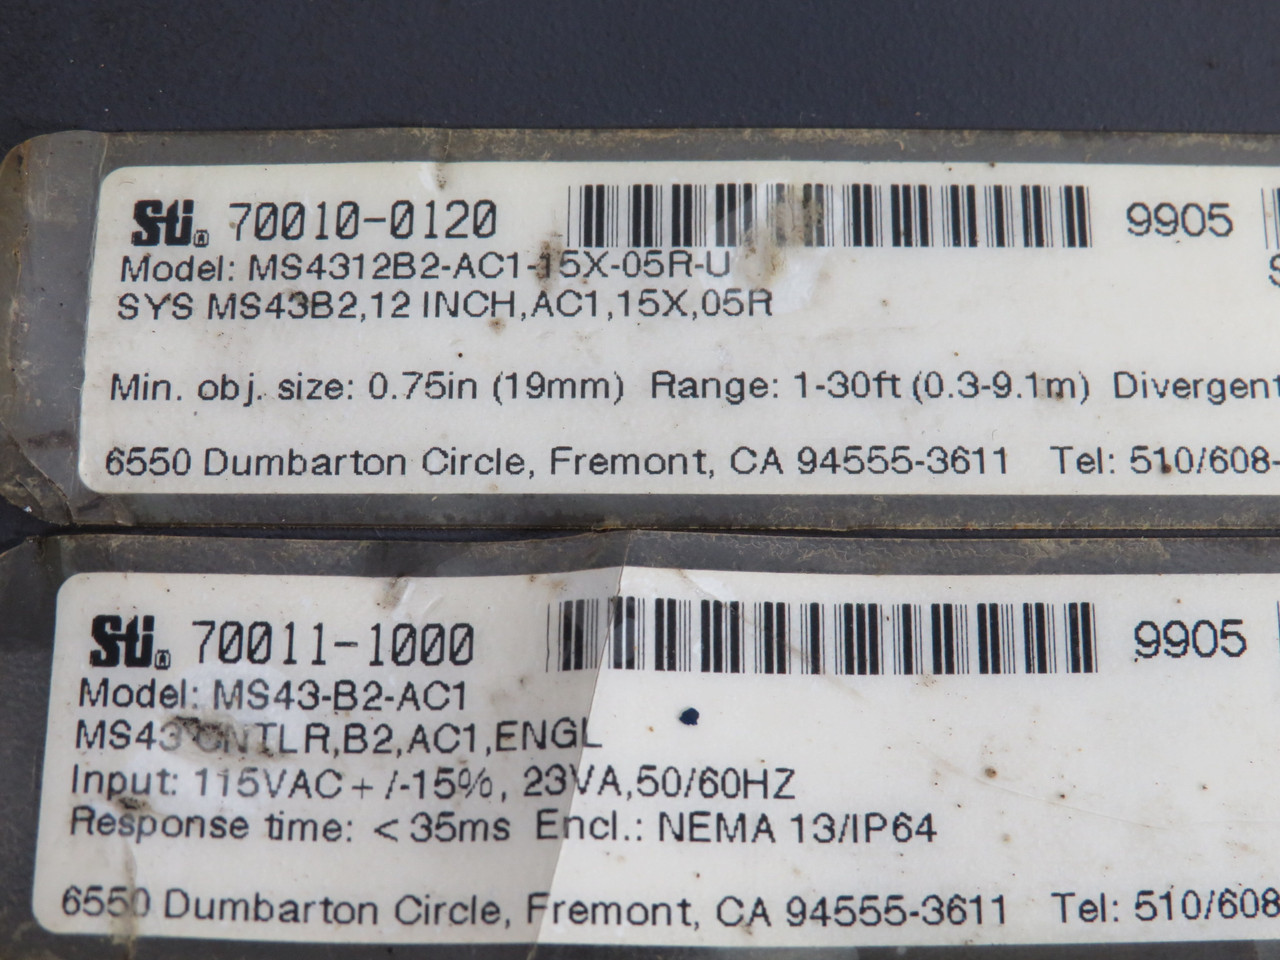 Sti® 70010-0120 9905
Model: MS4312B2-AC1-15X-05R-U
SYS MS43B2,12 INCH,AC1,15X,05R
Min. obj. size: 0.75in (19mm) Range: 1-30ft (0.3-9.1m) Divergent
6550 Dumbarton Circle, Fremont, CA 94555-3611 Tel: 510/608-
Sti® 70011-1000 9905
Model: MS43-B2-AC1
MS43 CNTLR,B2,AC1,ENGL
Input: 115VAC + /-15%, 23VA,50/60HZ
Response time: < 35ms Encl.: NEMA 13/IP64
6550 Dumbarton Circle, Fremont, CA 94555-3611 Tel: 510/608